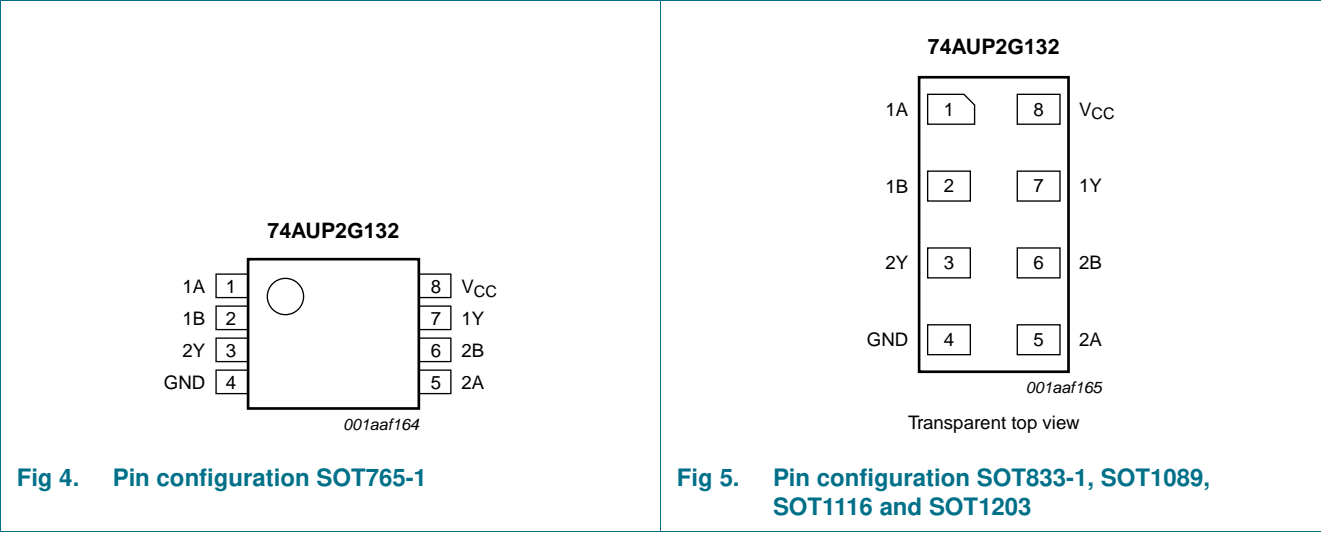 74AUP2G132
1A 1 8 VCC
1B 2 7 1Y
2Y 3 6 2B
GND 4 5 2A
001aaf164
Fig 4. Pin configuration SOT765-1
74AUP2G132
1A 1 8 VCC
1B 2 7 1Y
2Y 3 6 2B
GND 4 5 2A
001aaf165
Transparent top view
Fig 5. Pin configuration SOT833-1, SOT1089,
SOT1116 and SOT1203